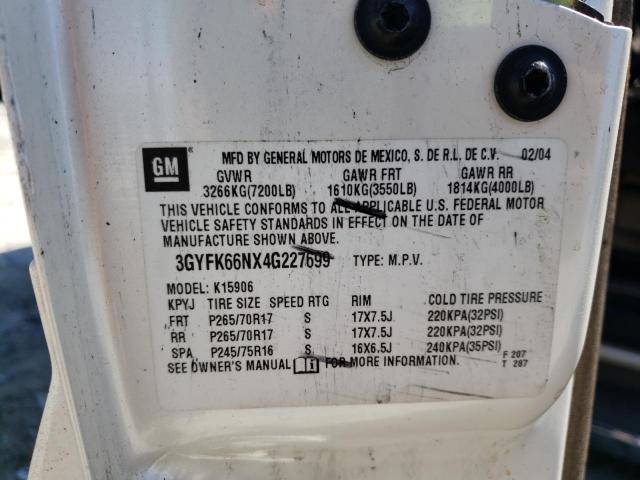 GM
MFD BY GENERAL MOTORS DE MEXICO, S. DE R.L. DE C.V. 02/04
GVWR GAWR FRT GAWR RR
3266KG(7200LB) 1610KG(3550LB) 1814KG(4000LB)
THIS VEHICLE CONFORMS TO ALL APPLICABLE U.S. FEDERAL MOTOR
VEHICLE SAFETY STANDARDS IN EFFECT ON THE DATE OF
MANUFACTURE SHOWN ABOVE.
3GYFK66NX4G227699 TYPE: M.P.V.
MODEL: K15906
KPYJ TIRE SIZE SPEED RTG RIM COLD TIRE PRESSURE
FRT P265/70R17 S 17X7.5J 220KPA(32PSI)
RR P265/70R17 S 17X7.5J 220KPA(32PSI)
SPA P245/75R16 S 16X6.5J 240KPA(35PSI)
SEE OWNER'S MANUAL i FOR MORE INFORMATION.
F 207
T 287